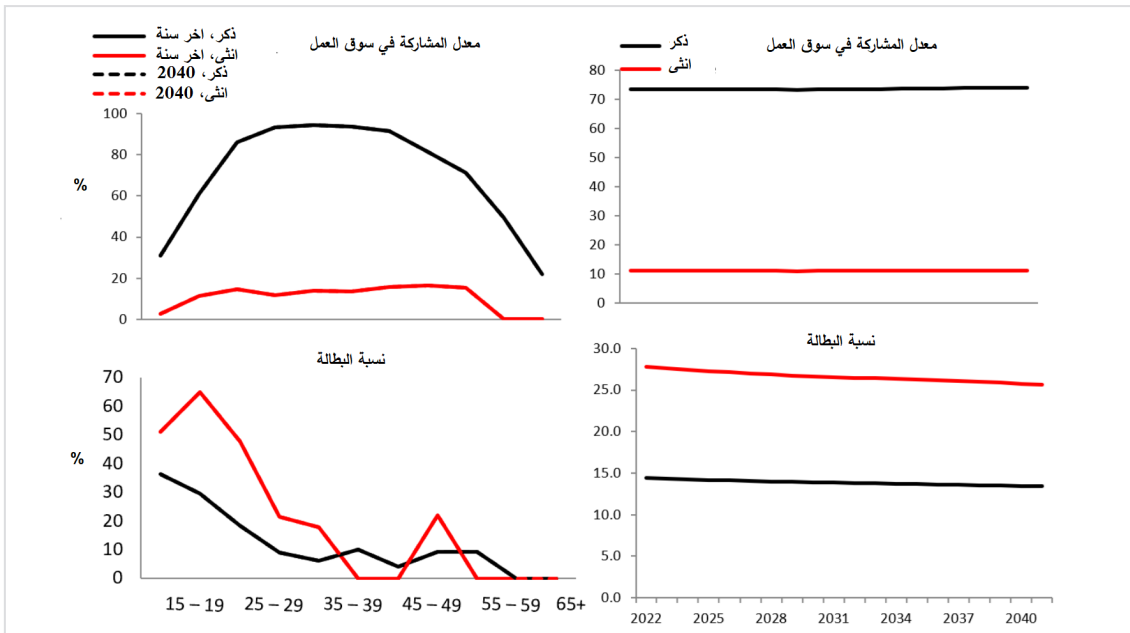 ذكر، اخر سنة
انثى، اخر سنة
ذكر، 2040
انثى، 2040
معدل المشاركة في سوق العمل
%
100
80
60
40
20
0
ذكر
انثى
معدل المشاركة في سوق العمل
80
70
60
50
40
30
20
10
0
نسبة البطالة
%
70
60
50
40
30
20
10
0
15 – 19 25 – 29 35 – 39 45 – 49 55 – 59 65+
نسبة البطالة
30.0
25.0
20.0
15.0
10.0
5.0
0.0
2022 2025 2028 2031 2034 2037 2040